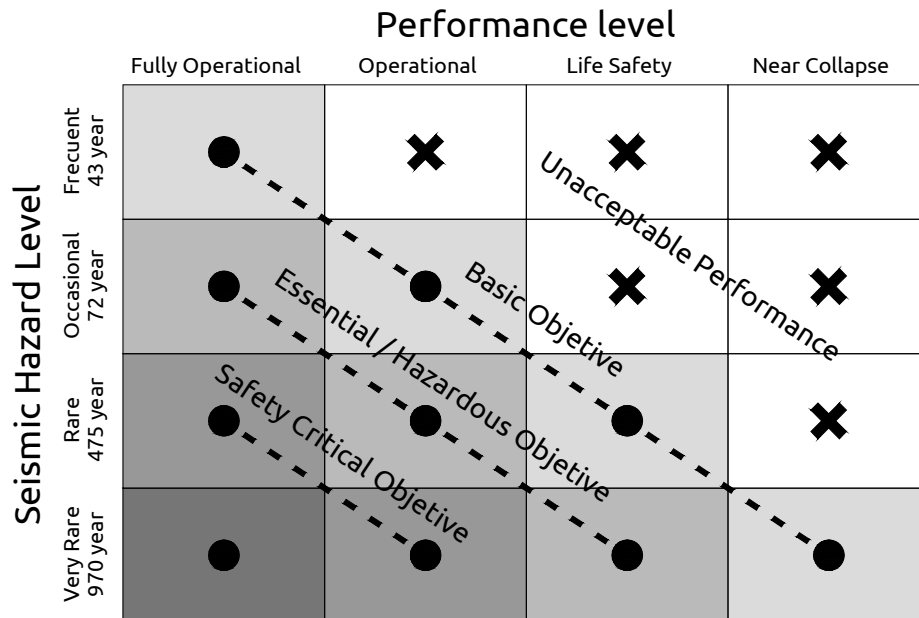 Performance level
Fully Operational
Operational
Life Safety
Near Collapse
Seismic Hazard Level
Frecuent
43 year
Occasional
72 year
Rare
475 year
Very Rare
970 year
Unacceptable Performance
Basic Objetive
Essential / Hazardous Objetive
Safety Critical Objetive